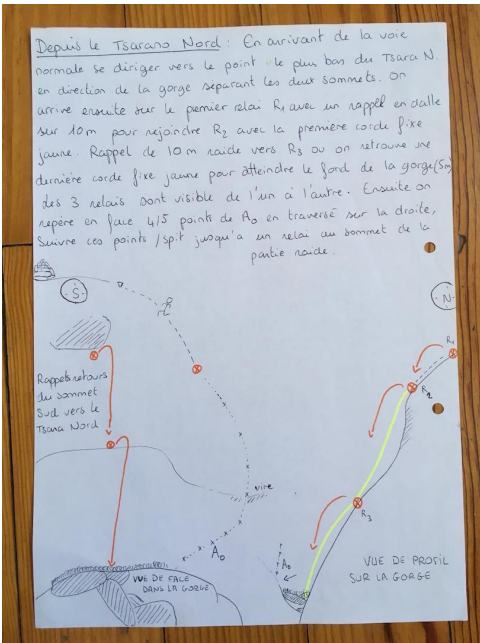 Depuis le Tsarano Nord : En arrivant de la voie
normale se diriger vers le point le plus bas du Tsara N.
en direction de la gorge séparant les deux sommets. On
arrive ensuite sur le premier relai R1 avec un rappel en dalle
sur 10m pour rejoindre R2 avec la première corde fixe
jaune. Rappel de 10m raide vers R3 ou on retrouve une
dernière corde fixe jaune pour atteindre le fond de la gorge (5m)
Les 3 relais sont visible de l'un à l'autre. Ensuite on
repère en face 4/5 points de A0 en traversé sur la droite,
Suivre ces points / spit jusqu'a un relai au sommet de la
partie raide.
S
N
R1
R2
Rappels retours
du sommet
Sud vers le
Tsara Nord
vire
R3
A0
A0
VUE DE FACE
DANS LA GORGE
VUE DE PROFIL
SUR LA GORGE